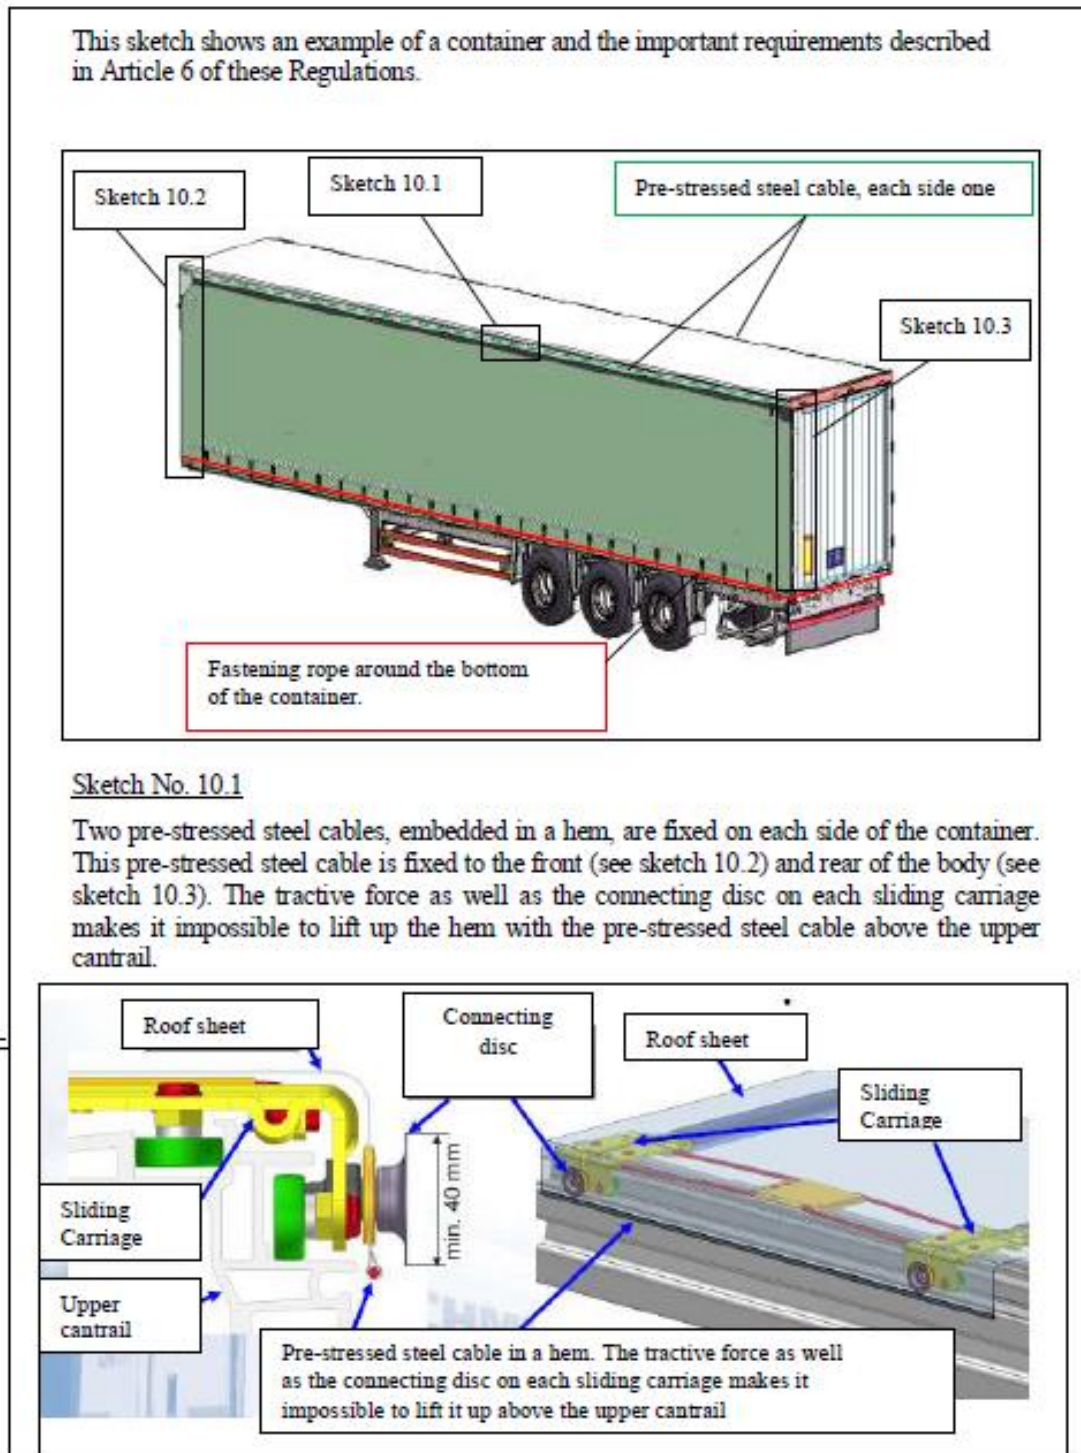 This sketch shows an example of a container and the important requirements described
in Article 6 of these Regulations.
Sketch 10.2
Sketch 10.1
Pre-stressed steel cable, each side one
Sketch 10.3
Fastening rope around the bottom
of the container.
Sketch No. 10.1
Two pre-stressed steel cables, embedded in a hem, are fixed on each side of the container.
This pre-stressed steel cable is fixed to the front (see sketch 10.2) and rear of the body (see
sketch 10.3). The tractive force as well as the connecting disc on each sliding carriage
makes it impossible to lift up the hem with the pre-stressed steel cable above the upper
cantrail.
Roof sheet
Connecting
disc
Roof sheet
Sliding
Carriage
min. 40 mm
Sliding
Carriage
Upper
cantrail
Pre-stressed steel cable in a hem. The tractive force as well
as the connecting disc on each sliding carriage makes it
impossible to lift it up above the upper cantrail